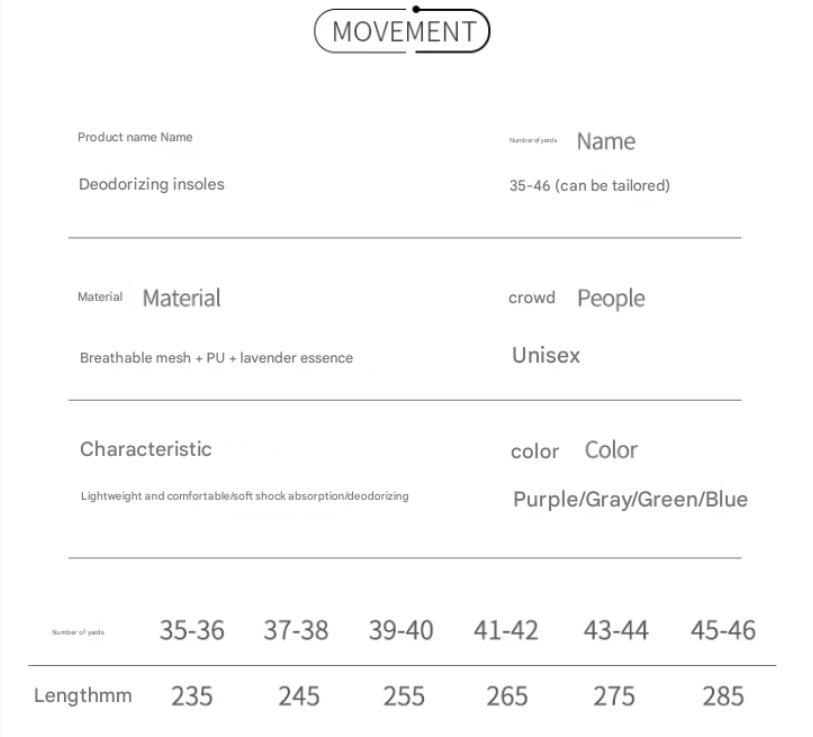 MOVEMENT
Product name Name
Number of yards Name
Deodorizing insoles
35-46 (can be tailored)
Material Material
crowd People
Breathable mesh + PU + lavender essence
Unisex
Characteristic
color Color
Lightweight and comfortable/soft shock absorption/deodorizing
Purple/Gray/Green/Blue
Number of yards 35-36 37-38 39-40 41-42 43-44 45-46
Lengthmm 235 245 255 265 275 285